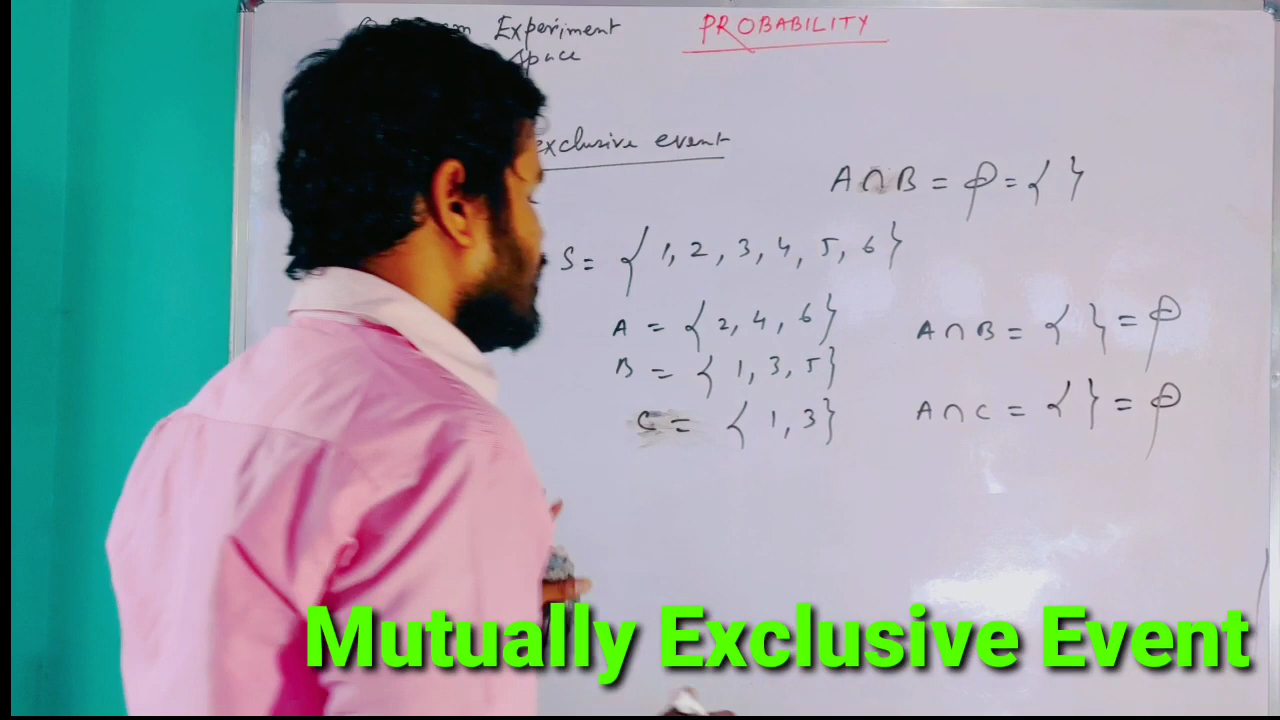 Experiment
PROBABILITY
space
exclusive event
A∩B = φ = { }
S = { 1, 2, 3, 4, 5, 6 }
A = { 2, 4, 6 }
A∩B = { } = φ
B = { 1, 3, 5 }
C = { 1, 3 }
A∩C = { } = φ
Mutually Exclusive Event